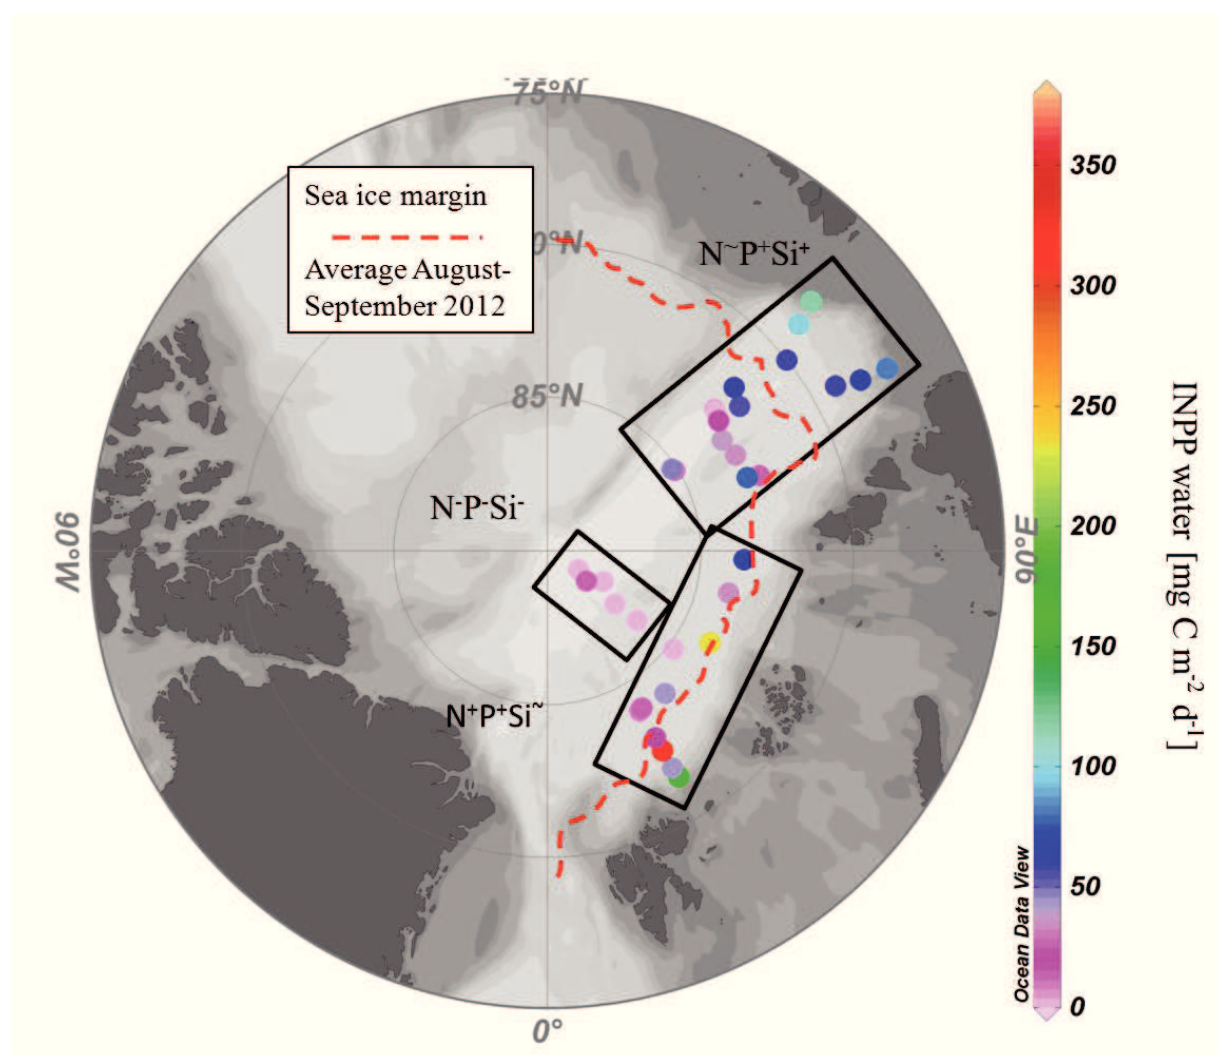 75°N
Sea ice margin
Average August-
September 2012
0°N
85°N
N~P+Si+
N-P-Si-
N+P+Si~
90°W
90°E
0°
350
300
250
200
150
100
50
0
Ocean Data View
INPP water [mg C m-2 d-1]